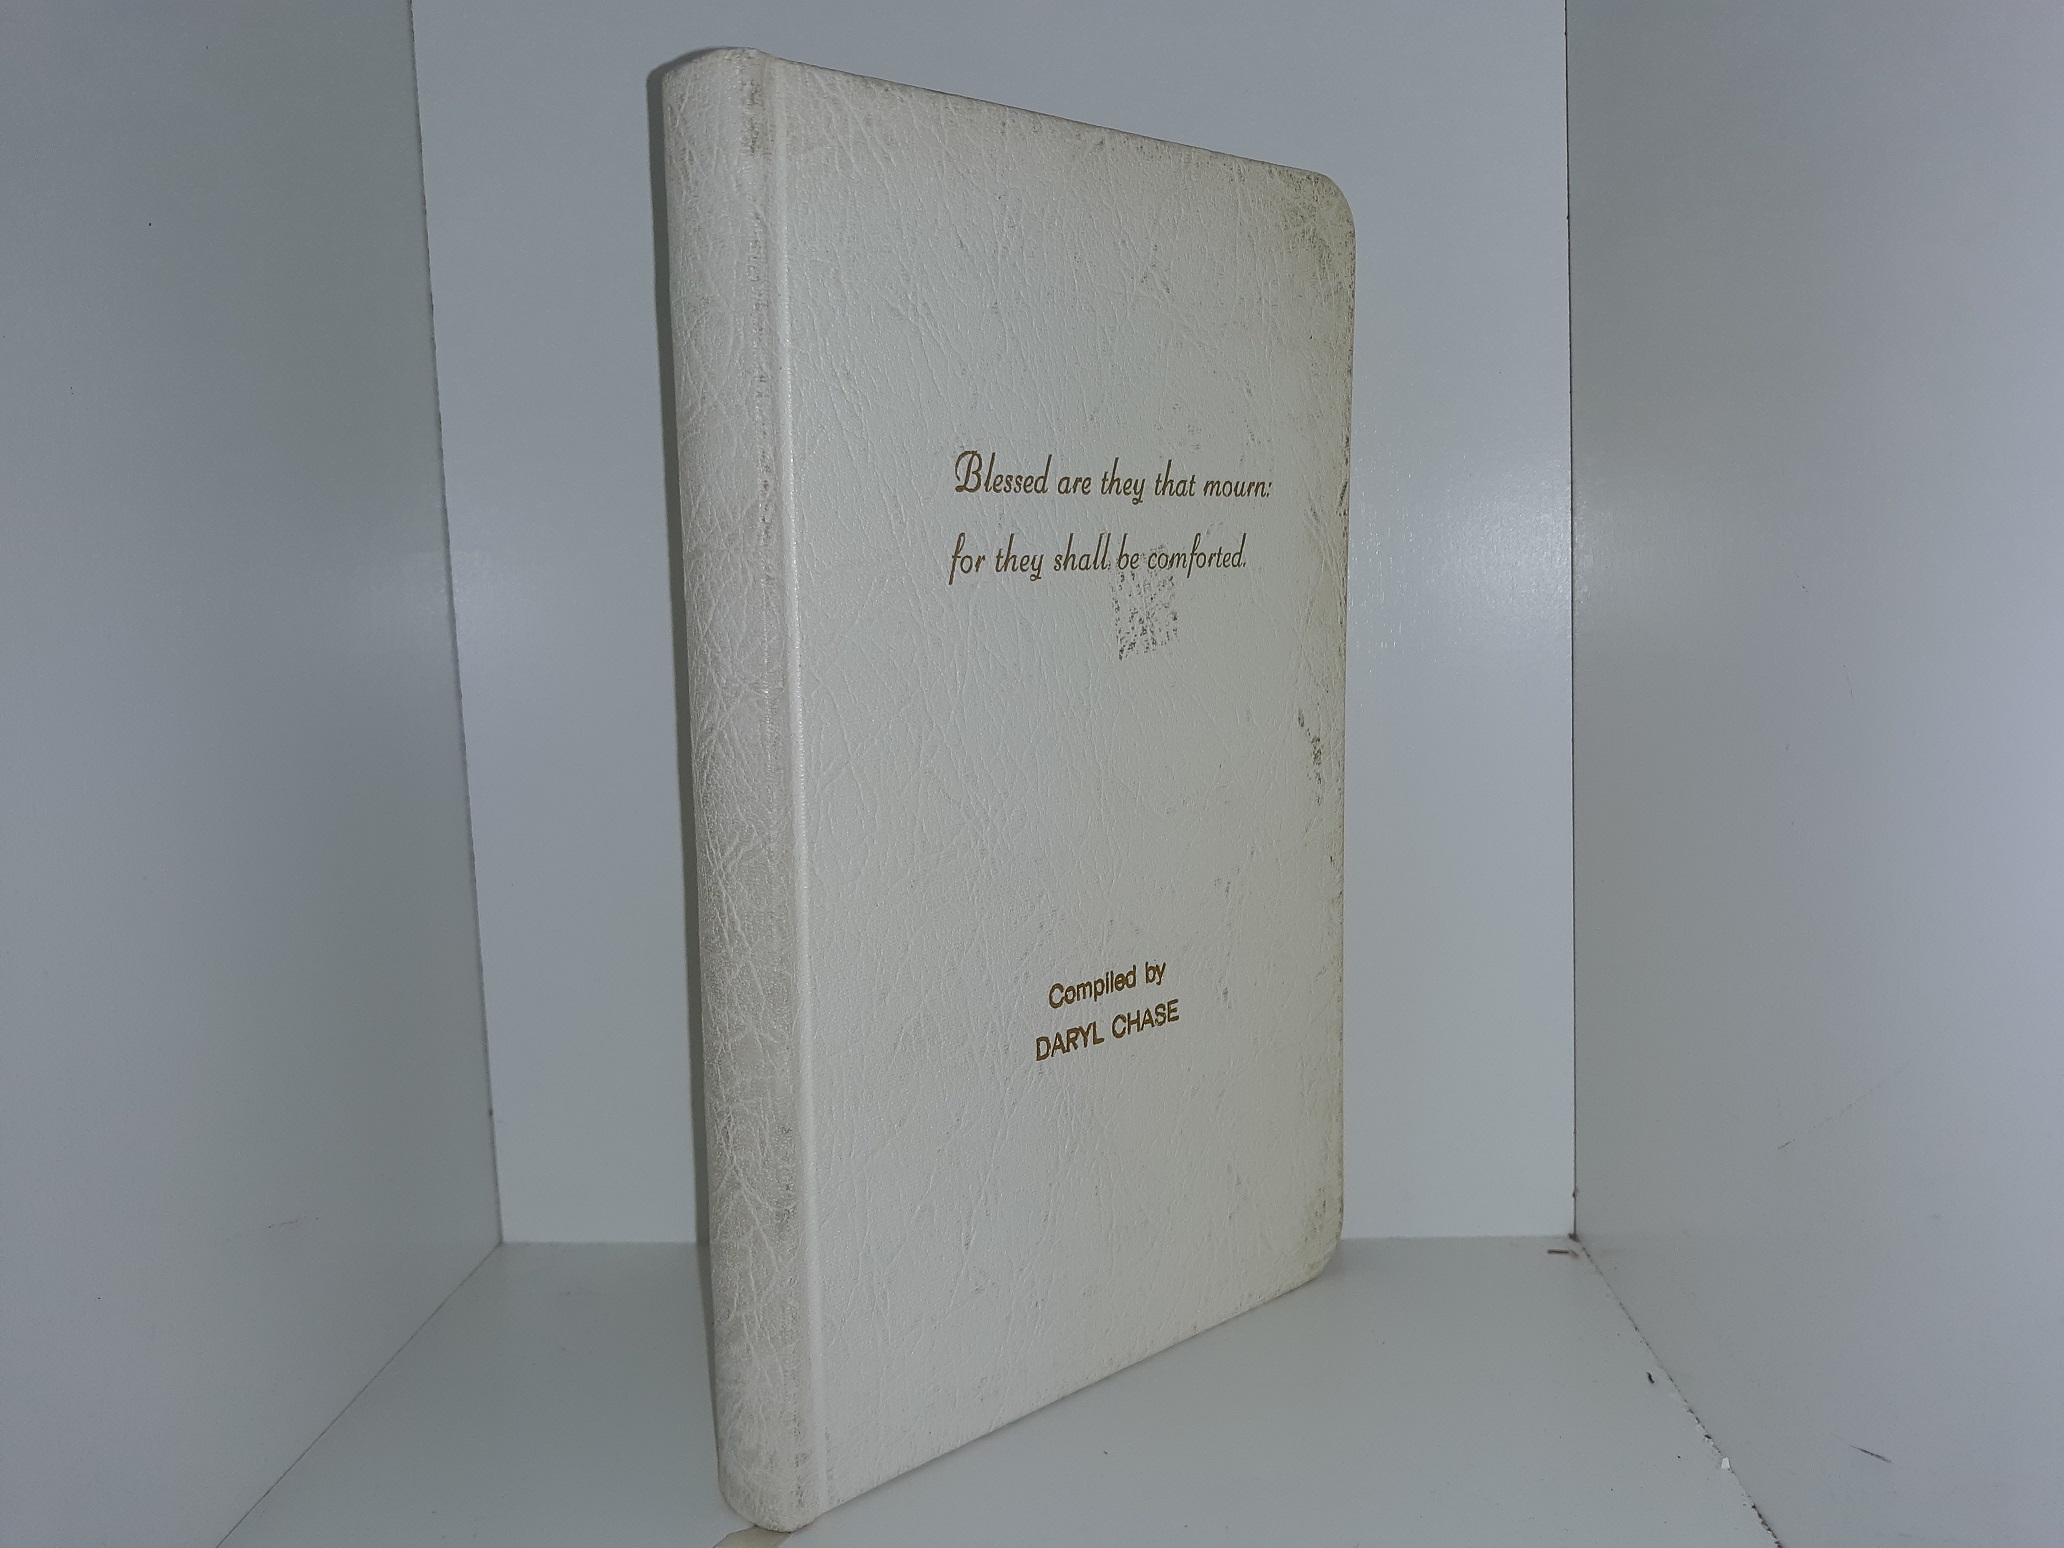 Blessed are they that mourn:
for they shall be comforted.
Compiled by
DARYL CHASE